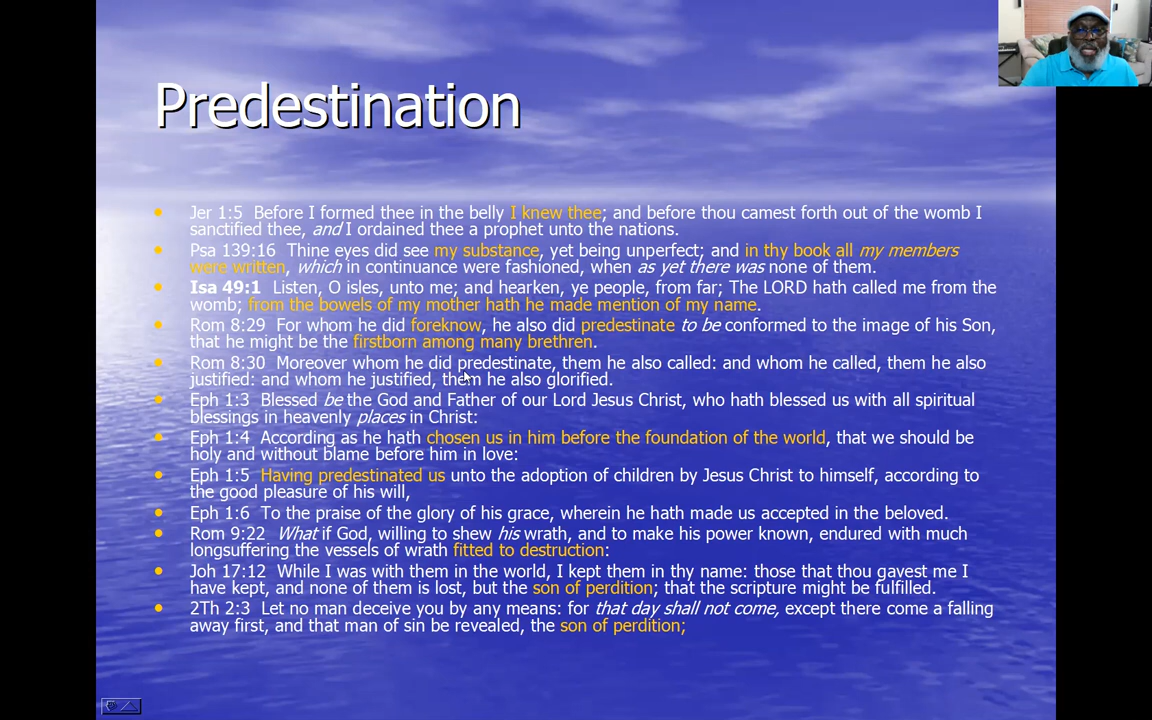 Predestination
Jer 1:5 Before I formed thee in the belly I knew thee; and before thou camest forth out of the womb I
sanctified thee, and I ordained thee a prophet unto the nations.
Psa 139:16 Thine eyes did see my substance, yet being unperfect; and in thy book all my members
were written, which in continuance were fashioned, when as yet there was none of them.
Isa 49:1 Listen, O isles, unto me; and hearken, ye people, from far; The LORD hath called me from the
womb; from the bowels of my mother hath he made mention of my name.
Rom 8:29 For whom he did foreknow, he also did predestinate to be conformed to the image of his Son,
that he might be the firstborn among many brethren.
Rom 8:30 Moreover whom he did predestinate, them he also called: and whom he called, them he also
justified: and whom he justified, them he also glorified.
Eph 1:3 Blessed be the God and Father of our Lord Jesus Christ, who hath blessed us with all spiritual
blessings in heavenly places in Christ:
Eph 1:4 According as he hath chosen us in him before the foundation of the world, that we should be
holy and without blame before him in love:
Eph 1:5 Having predestinated us unto the adoption of children by Jesus Christ to himself, according to
the good pleasure of his will,
Eph 1:6 To the praise of the glory of his grace, wherein he hath made us accepted in the beloved.
Rom 9:22 What if God, willing to shew his wrath, and to make his power known, endured with much
longsuffering the vessels of wrath fitted to destruction:
Joh 17:12 While I was with them in the world, I kept them in thy name: those that thou gavest me I
have kept, and none of them is lost, but the son of perdition; that the scripture might be fulfilled.
2Th 2:3 Let no man deceive you by any means: for that day shall not come, except there come a falling
away first, and that man of sin be revealed, the son of perdition;